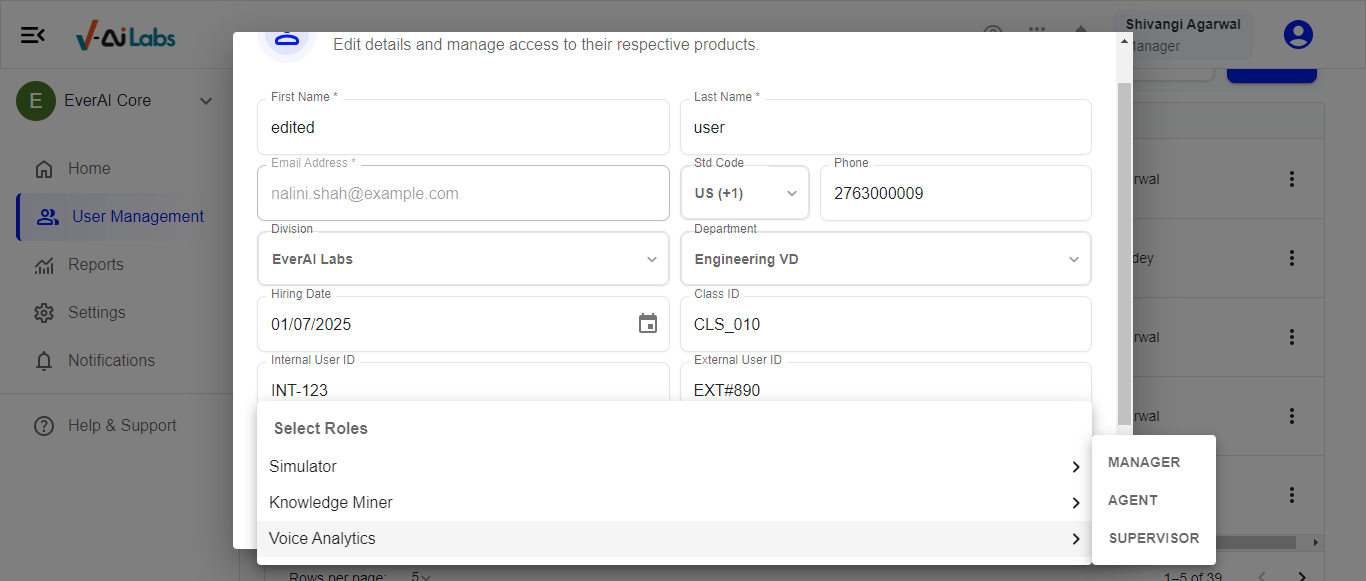 V-Ai Labs
Shivangi Agarwal
Manager
E
EverAI Core
Home
User Management
Reports
Settings
Notifications
Help & Support
Edit details and manage access to their respective products.
First Name *
edited
Last Name *
user
Email Address *
nalini.shah@example.com
Std Code
US (+1)
Phone
2763000009
Division
EverAI Labs
Department
Engineering VD
Hiring Date
01/07/2025
Class ID
CLS_010
Internal User ID
INT-123
External User ID
EXT#890
Select Roles
Simulator
Knowledge Miner
Voice Analytics
MANAGER
AGENT
SUPERVISOR
Rows per page: 5
1–5 of 39